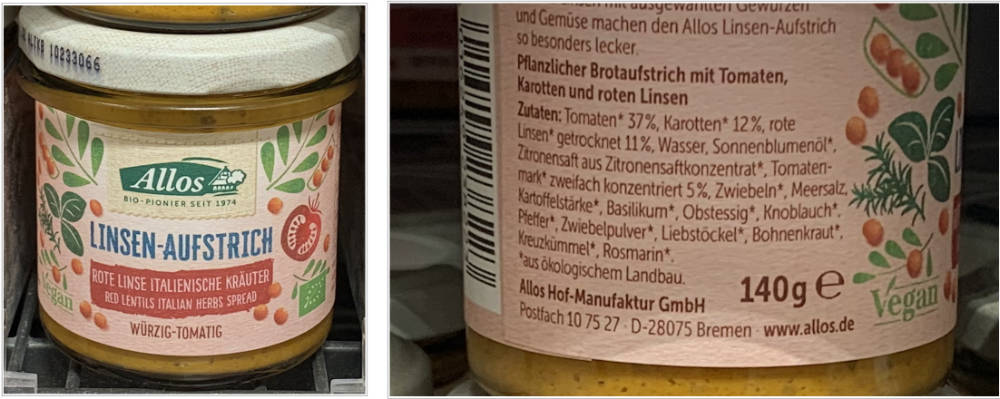 10233066
Allos
BIO-PIONIER SEIT 1974
LINSEN-AUFSTRICH
ROTE LINSE ITALIENISCHE KRÄUTER
RED LENTILS ITALIAN HERBS SPREAD
WÜRZIG-TOMATIG
Vegan
und Gemüse machen den Allos Linsen-Aufstrich
so besonders lecker.
Pflanzlicher Brotaufstrich mit Tomaten,
Karotten und roten Linsen
Zutaten: Tomaten* 37%, Karotten* 12%, rote
Linsen* getrocknet 11%, Wasser, Sonnenblumenöl*,
Zitronensaft aus Zitronensaftkonzentrat*, Tomaten-
mark* zweifach konzentriert 5%, Zwiebeln*, Meersalz,
Kartoffelstärke*, Basilikum*, Obstessig*, Knoblauch*,
Pfeffer*, Zwiebelpulver*, Liebstöckel*, Bohnenkraut*,
Kreuzkümmel*, Rosmarin*.
*aus ökologischem Landbau.
140g e
Allos Hof-Manufaktur GmbH
Postfach 10 75 27 · D-28075 Bremen · www.allos.de
Vegan